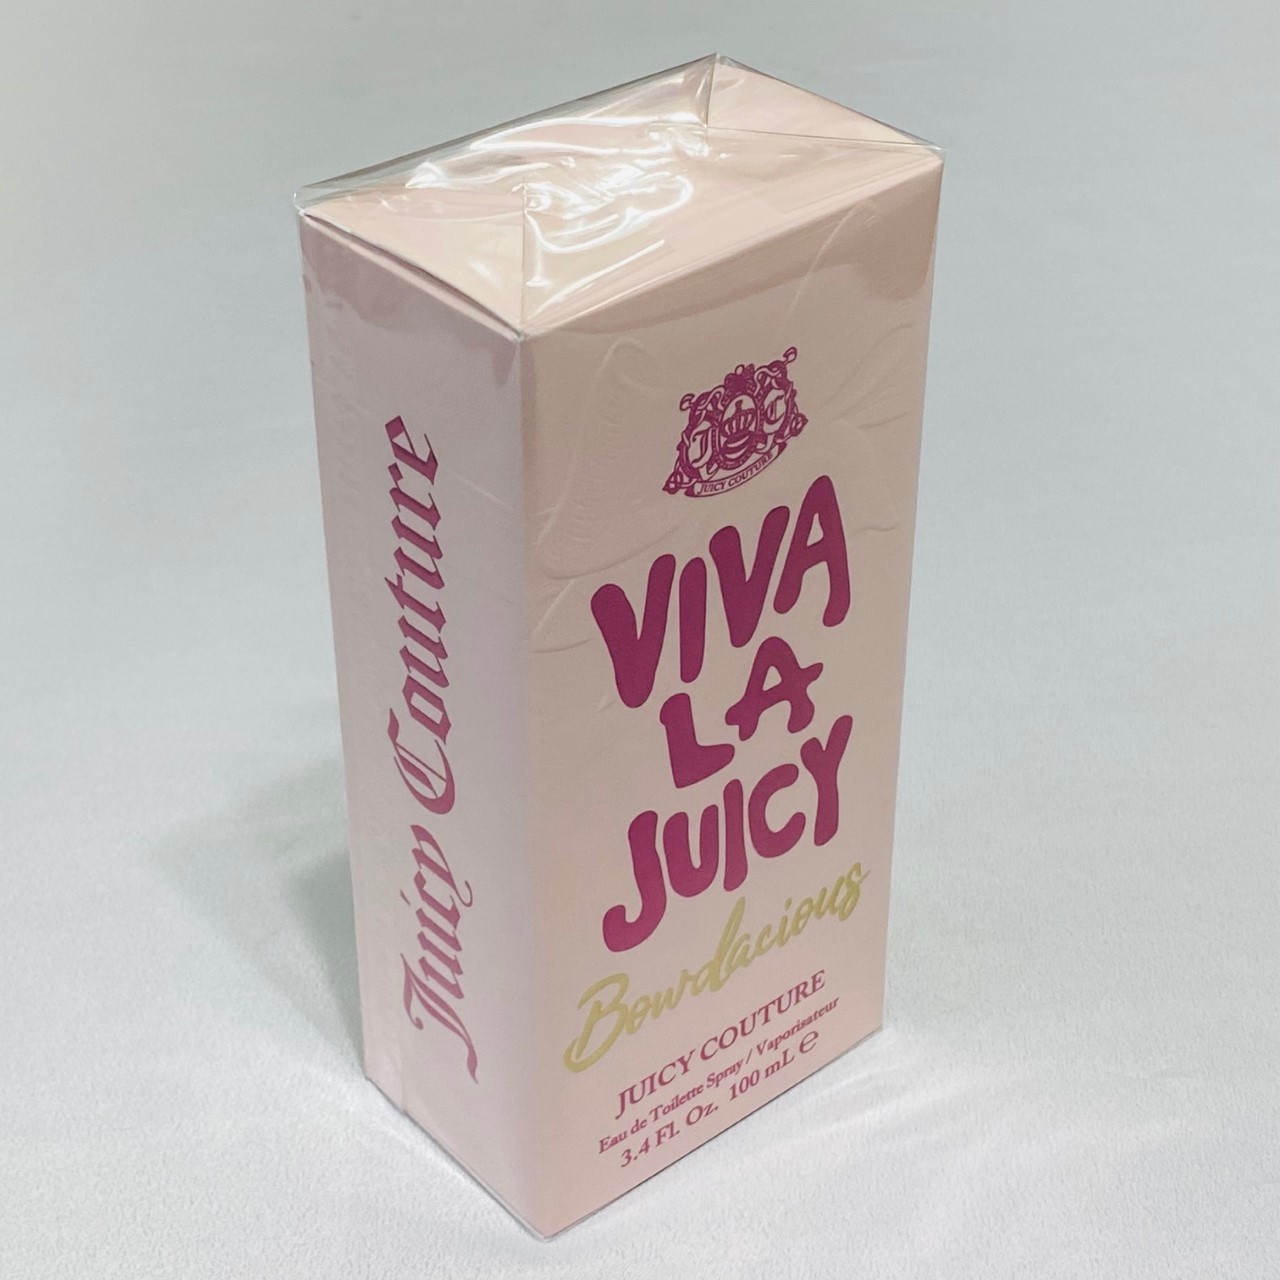 Juicy Couture
J C
JUICY COUTURE
VIVA
LA
JUICY
Bowdacious
JUICY COUTURE
Eau de Toilette Spray / Vaporisateur
3.4 Fl. Oz. 100 mL ℮